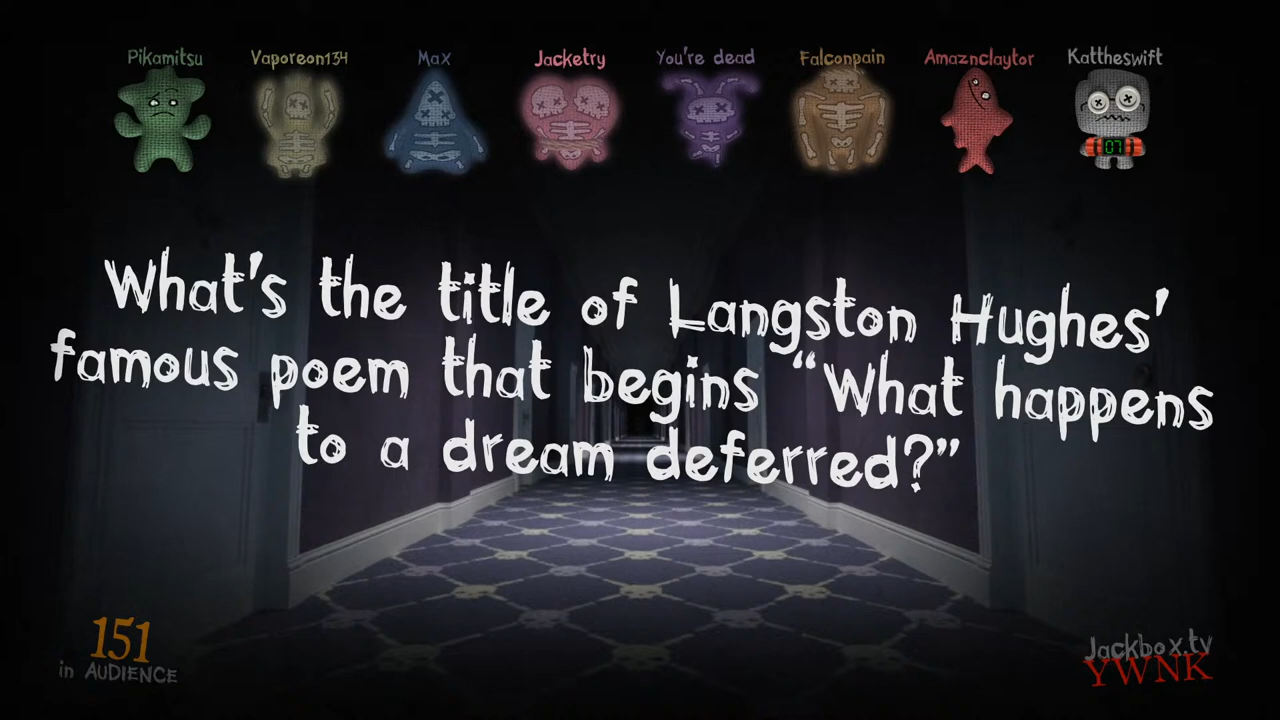 Pikamitsu Vaporeon134 Max Jacketry You're dead Falconpain Amaznclaytor Kattheswift
07
What's the title of Langston Hughes'
famous poem that begins “What happens
to a dream deferred?”
151
in AUDIENCE
Jackbox.tv
YWNK